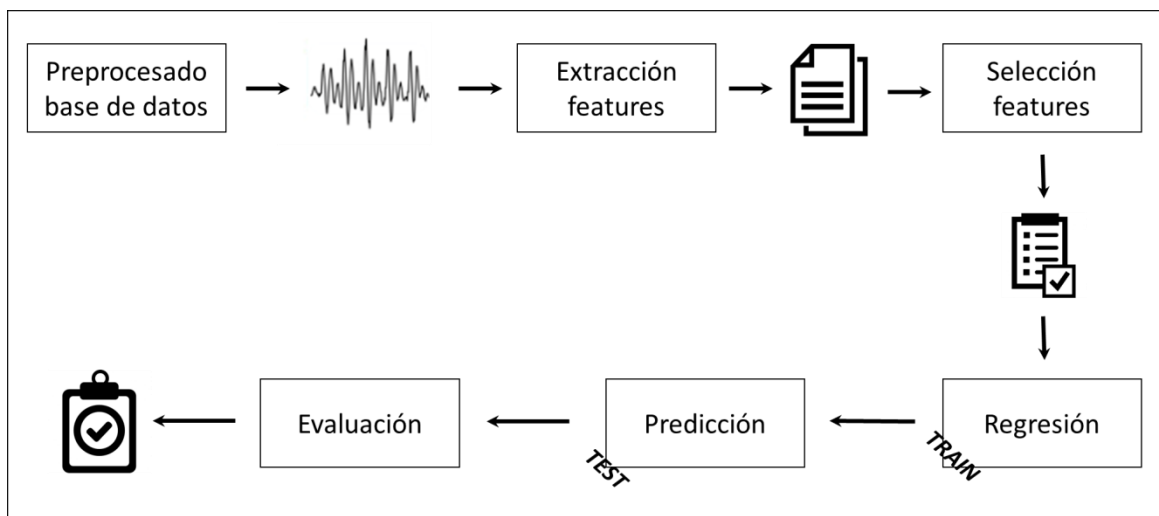 Preprocesado
base de datos
Extracción
features
Selección
features
Regresión
TRAIN
Predicción
TEST
Evaluación